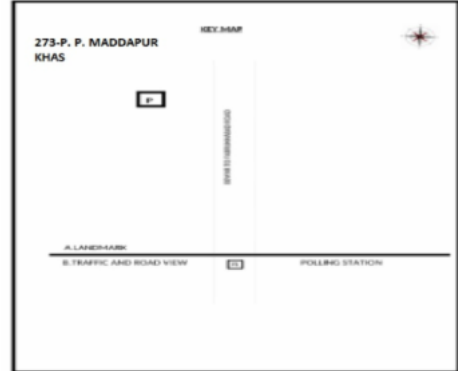 KEY MAP
273-P. P. MADDAPUR
KHAS
P
A.LANDMARK
B.TRAFFIC AND ROAD VIEW
POLLING STATION